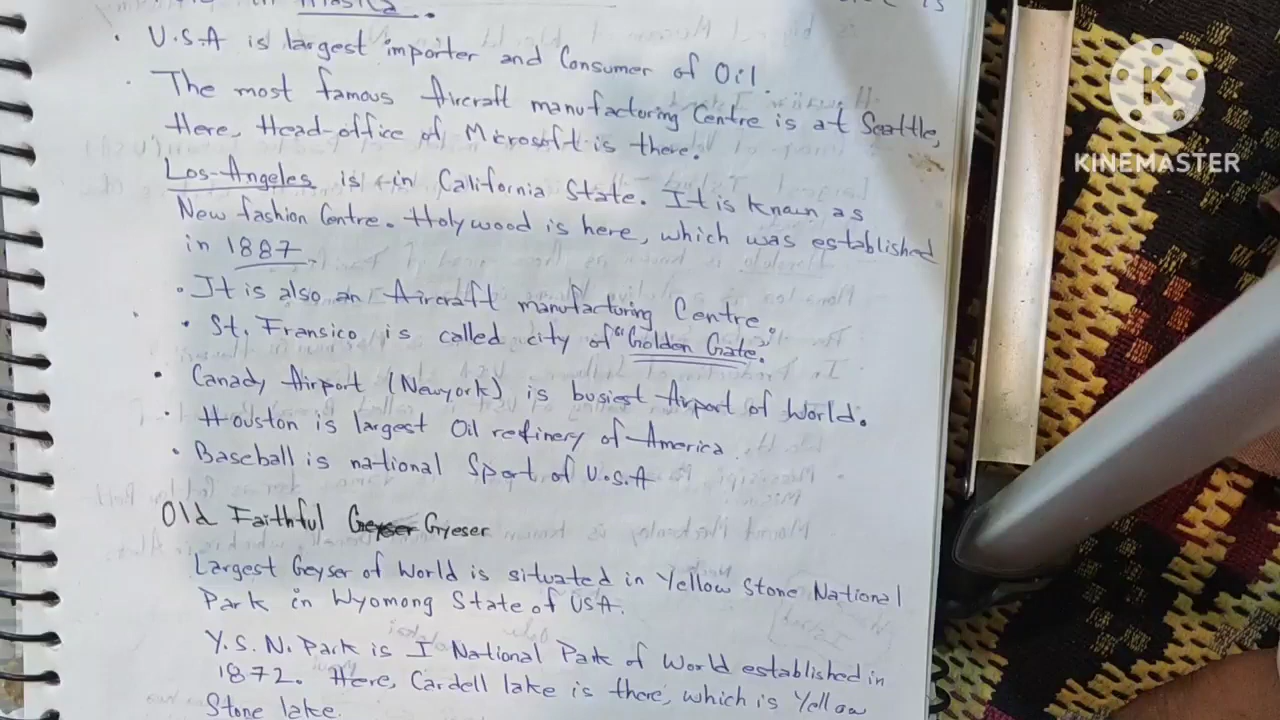 U.S.A is largest importer and Consumer of Oil.
The most famous Aircraft manufacturing Centre is at Seattle,
Here, Head-office of Microsoft is there.
Los-Angeles is in California State. It is known as
New fashion Centre. Holywood is here, which was established
in 1887.
It is also an Aircraft manufacturing Centre.
St. Fransico is called city of "Golden Gate."
Canady Airport (Newyork) is busiest Airport of World.
Houston is largest Oil refinery of America.
Baseball is national Sport of U.S.A
Old Faithful Gyeser
Largest Geyser of World is situated in Yellow Stone National
Park in Wyomong State of USA.
Y.S.N. Park is I National Park of World established in
1872. Here, Cardell lake is there, which is Yellow
Stone lake.
KINEMASTER